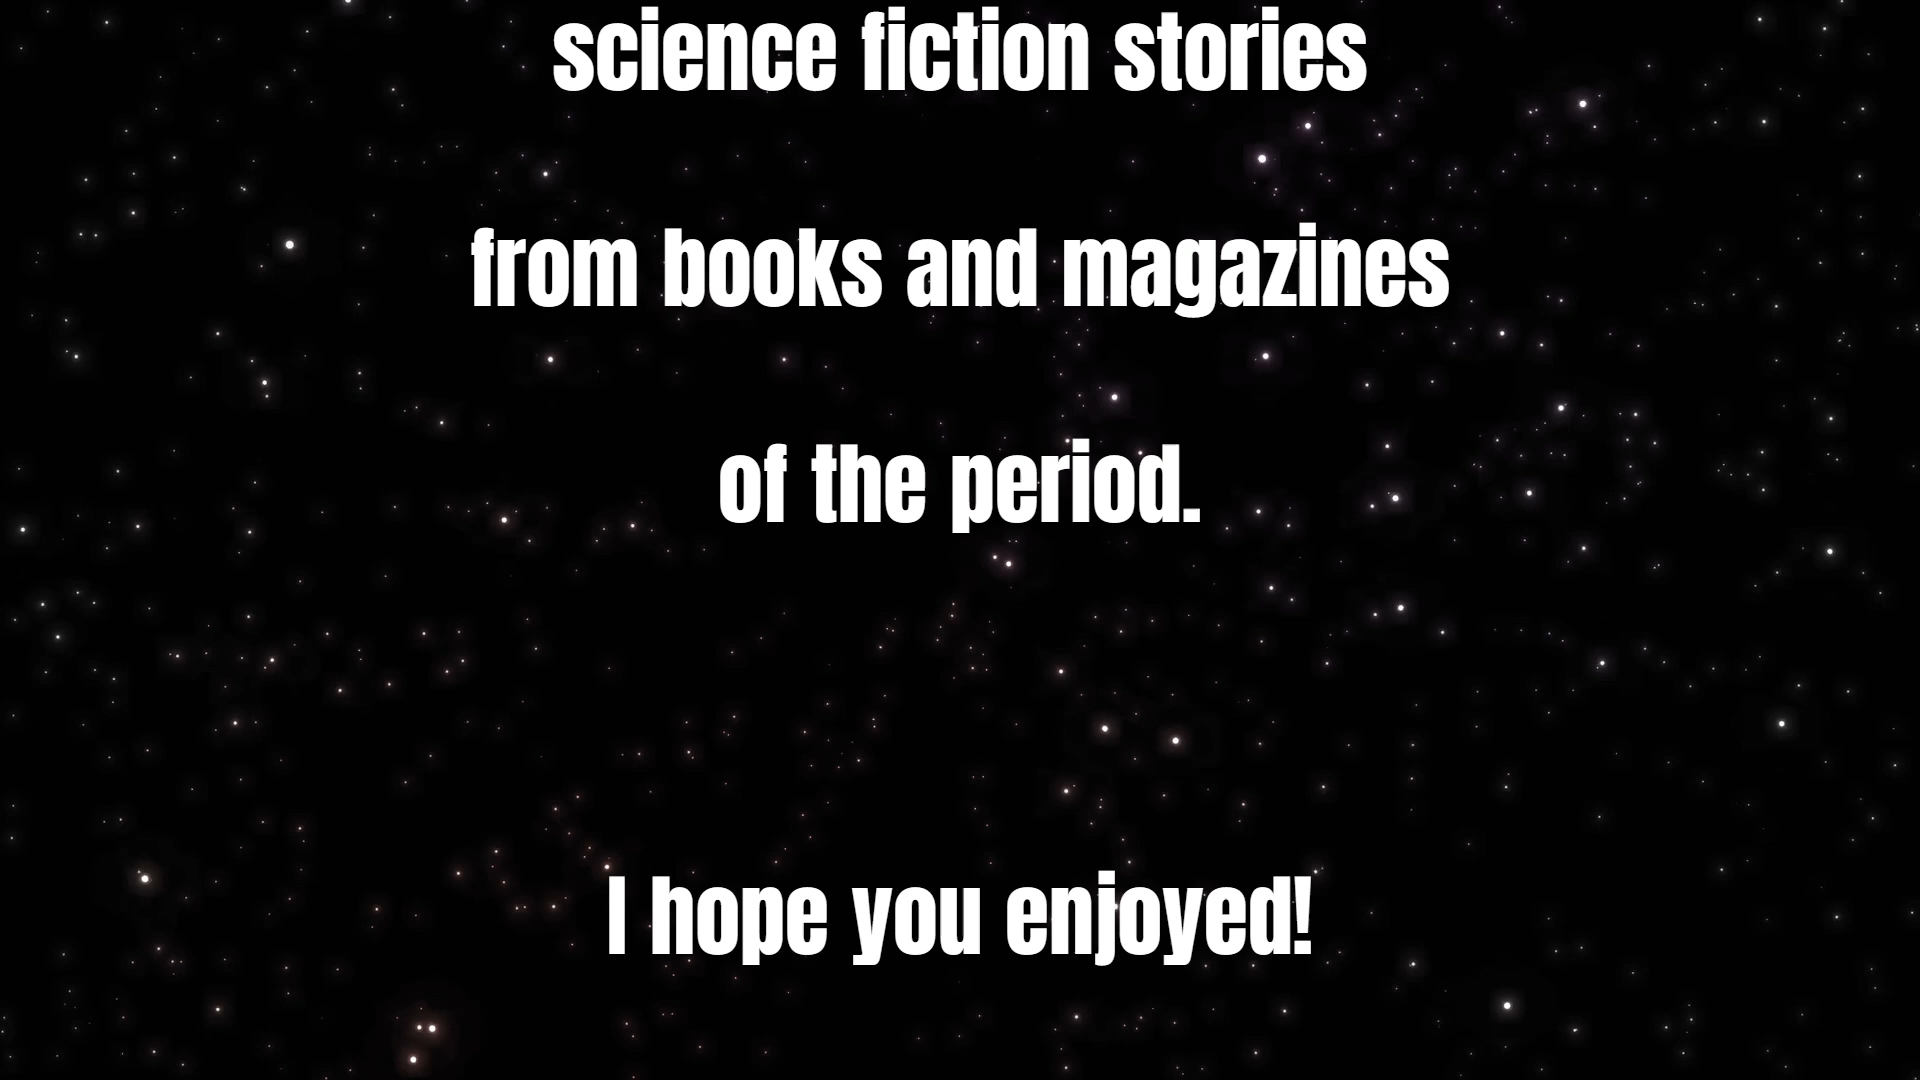 science fiction stories
from books and magazines
of the period.
I hope you enjoyed!